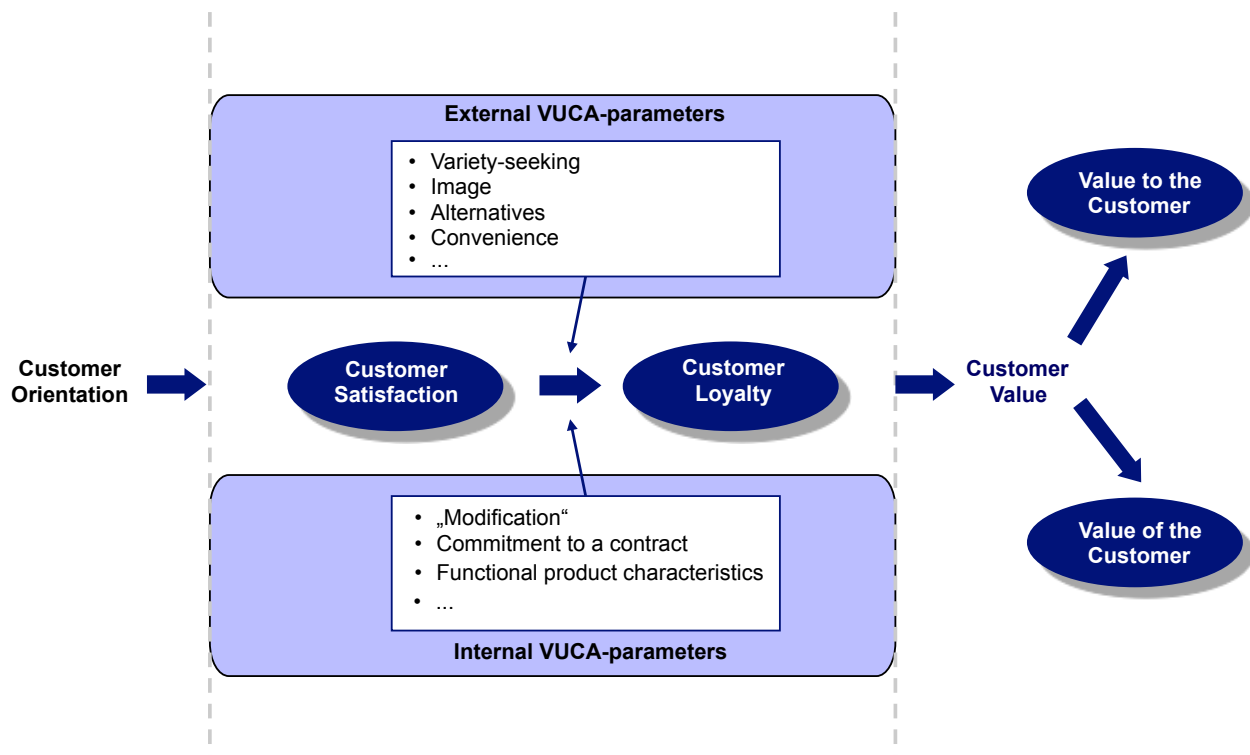 External VUCA-parameters
• Variety-seeking
• Image
• Alternatives
• Convenience
• ...
Value to the
Customer
Customer
Orientation
Customer
Satisfaction
Customer
Loyalty
Customer
Value
• „Modification“
• Commitment to a contract
• Functional product characteristics
• ...
Internal VUCA-parameters
Value of the
Customer